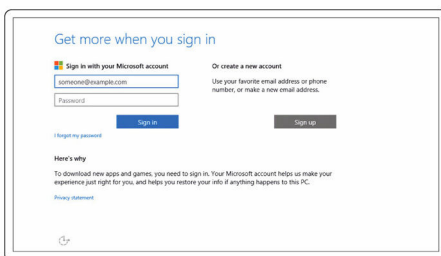 Get more when you sign in
Sign in with your Microsoft account
someone@example.com
Password
Sign in
I forgot my password
Or create a new account
Use your favorite email address or phone
number, or make a new email address.
Sign up
Here's why
To download new apps and games, you need to sign in. Your Microsoft account helps us make your
experience just right for you, and helps you restore your info if anything happens to this PC.
Privacy statement